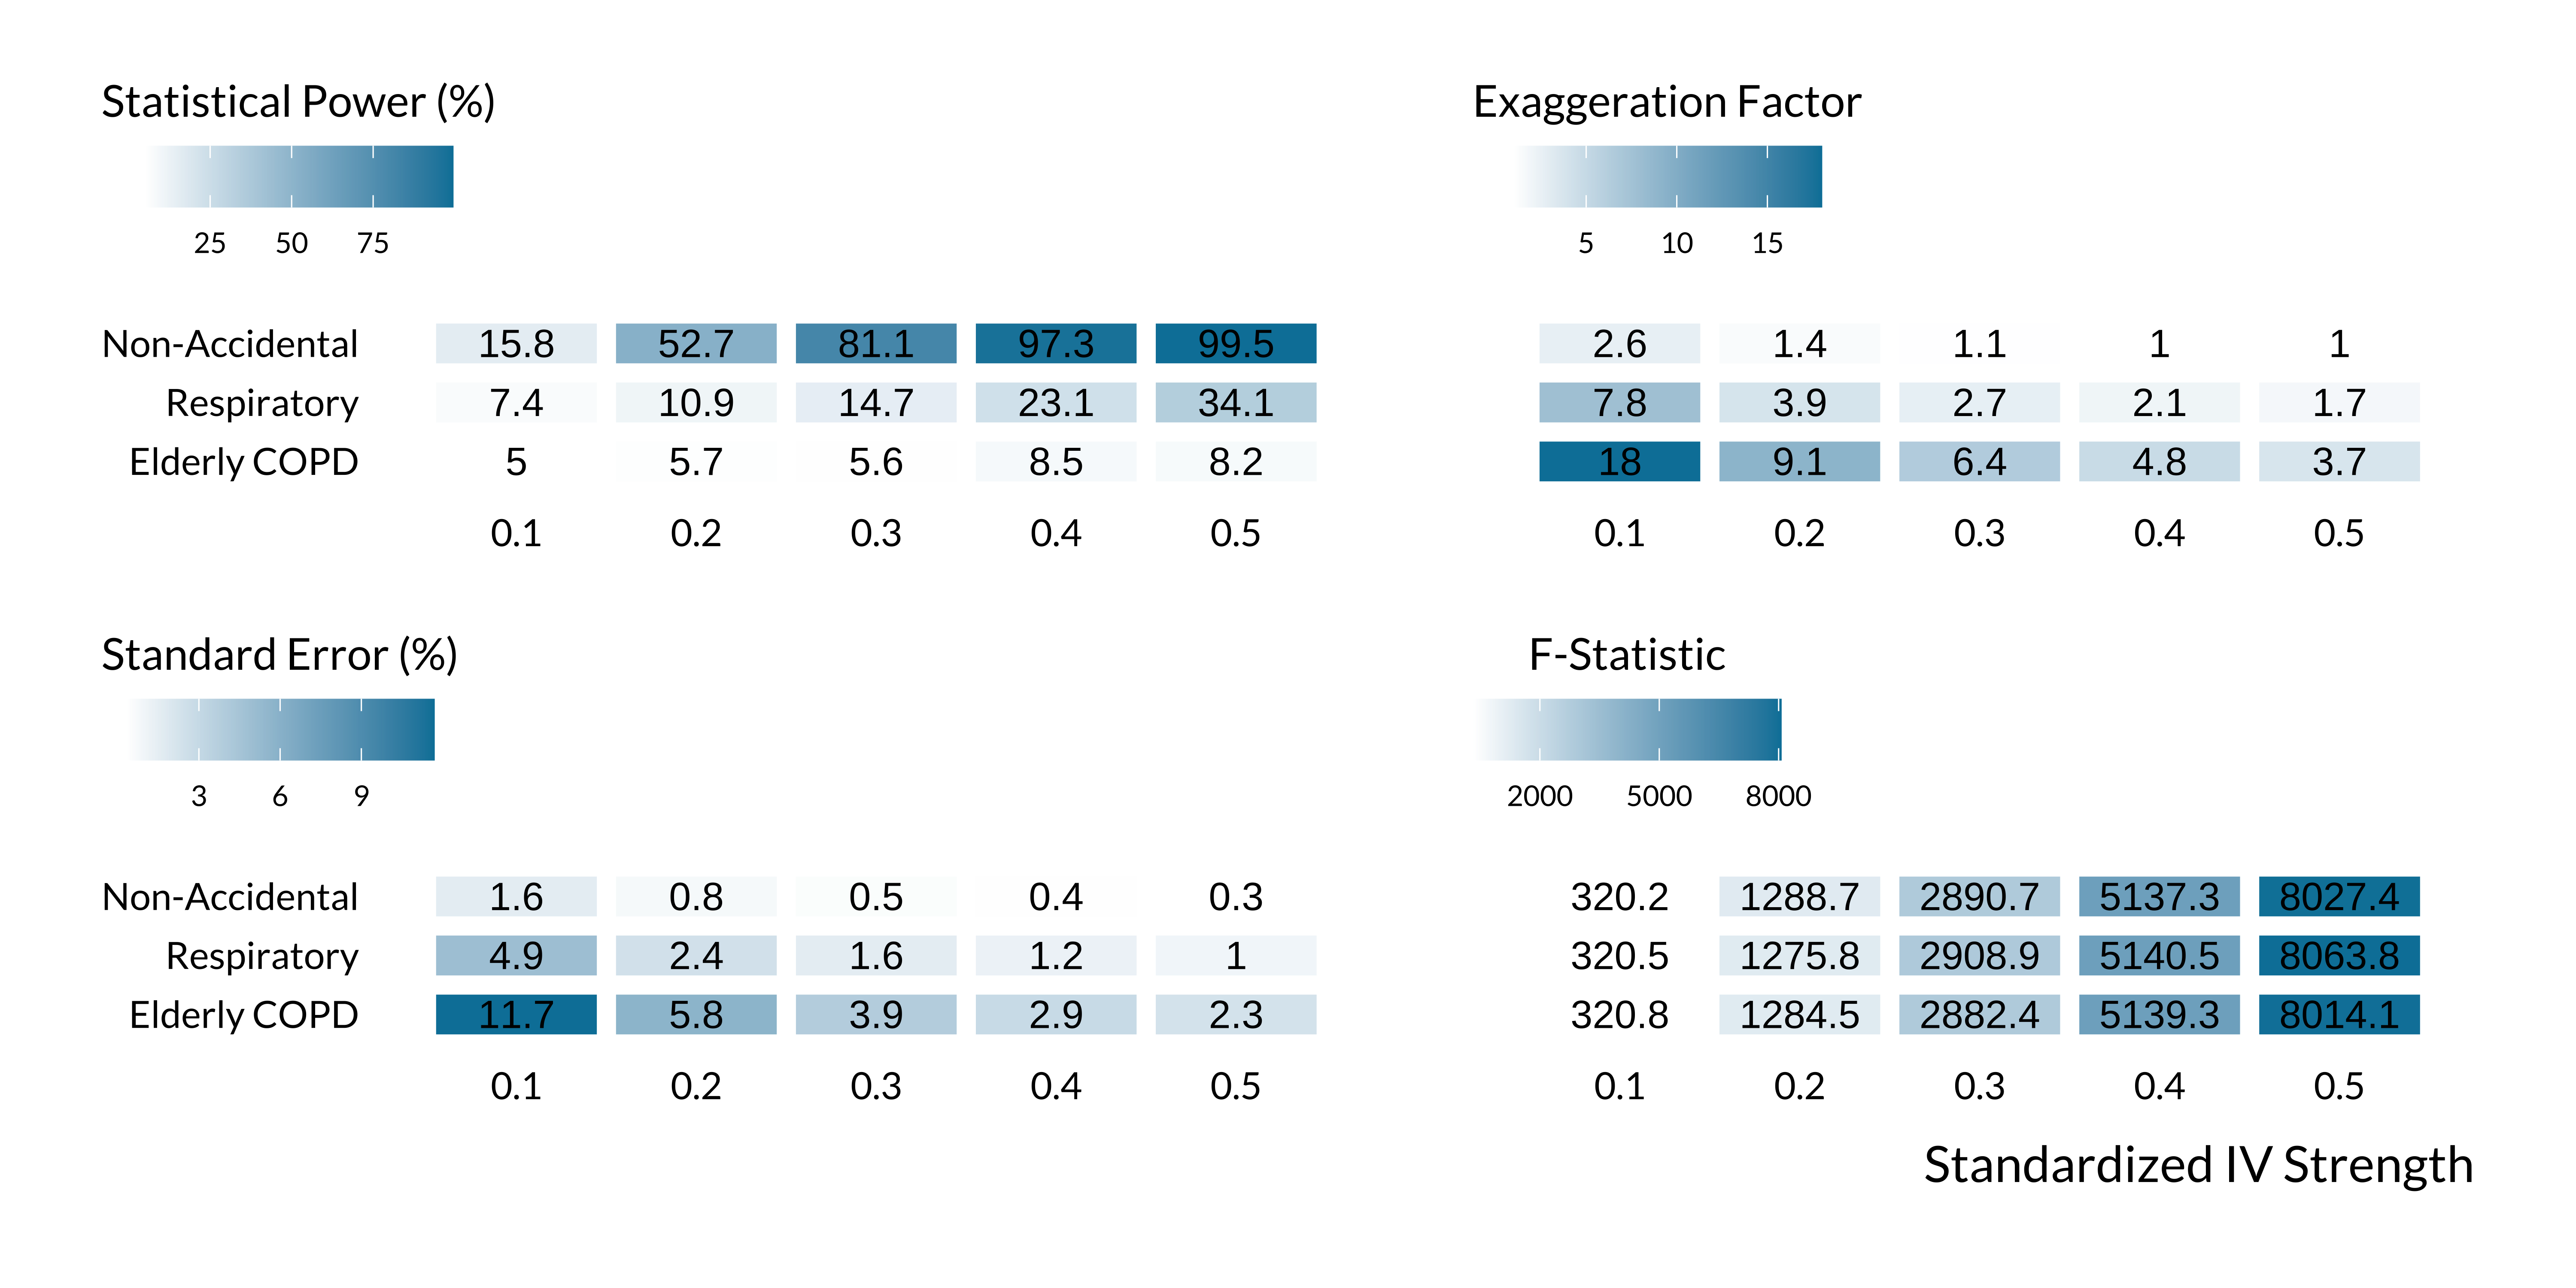 Statistical Power (%)
25 50 75
Non-Accidental 15.8 52.7 81.1 97.3 99.5
Respiratory 7.4 10.9 14.7 23.1 34.1
Elderly COPD 5 5.7 5.6 8.5 8.2
0.1 0.2 0.3 0.4 0.5
Exaggeration Factor
5 10 15
2.6 1.4 1.1 1 1
7.8 3.9 2.7 2.1 1.7
18 9.1 6.4 4.8 3.7
0.1 0.2 0.3 0.4 0.5
Standard Error (%)
3 6 9
Non-Accidental 1.6 0.8 0.5 0.4 0.3
Respiratory 4.9 2.4 1.6 1.2 1
Elderly COPD 11.7 5.8 3.9 2.9 2.3
0.1 0.2 0.3 0.4 0.5
F-Statistic
2000 5000 8000
320.2 1288.7 2890.7 5137.3 8027.4
320.5 1275.8 2908.9 5140.5 8063.8
320.8 1284.5 2882.4 5139.3 8014.1
0.1 0.2 0.3 0.4 0.5
Standardized IV Strength